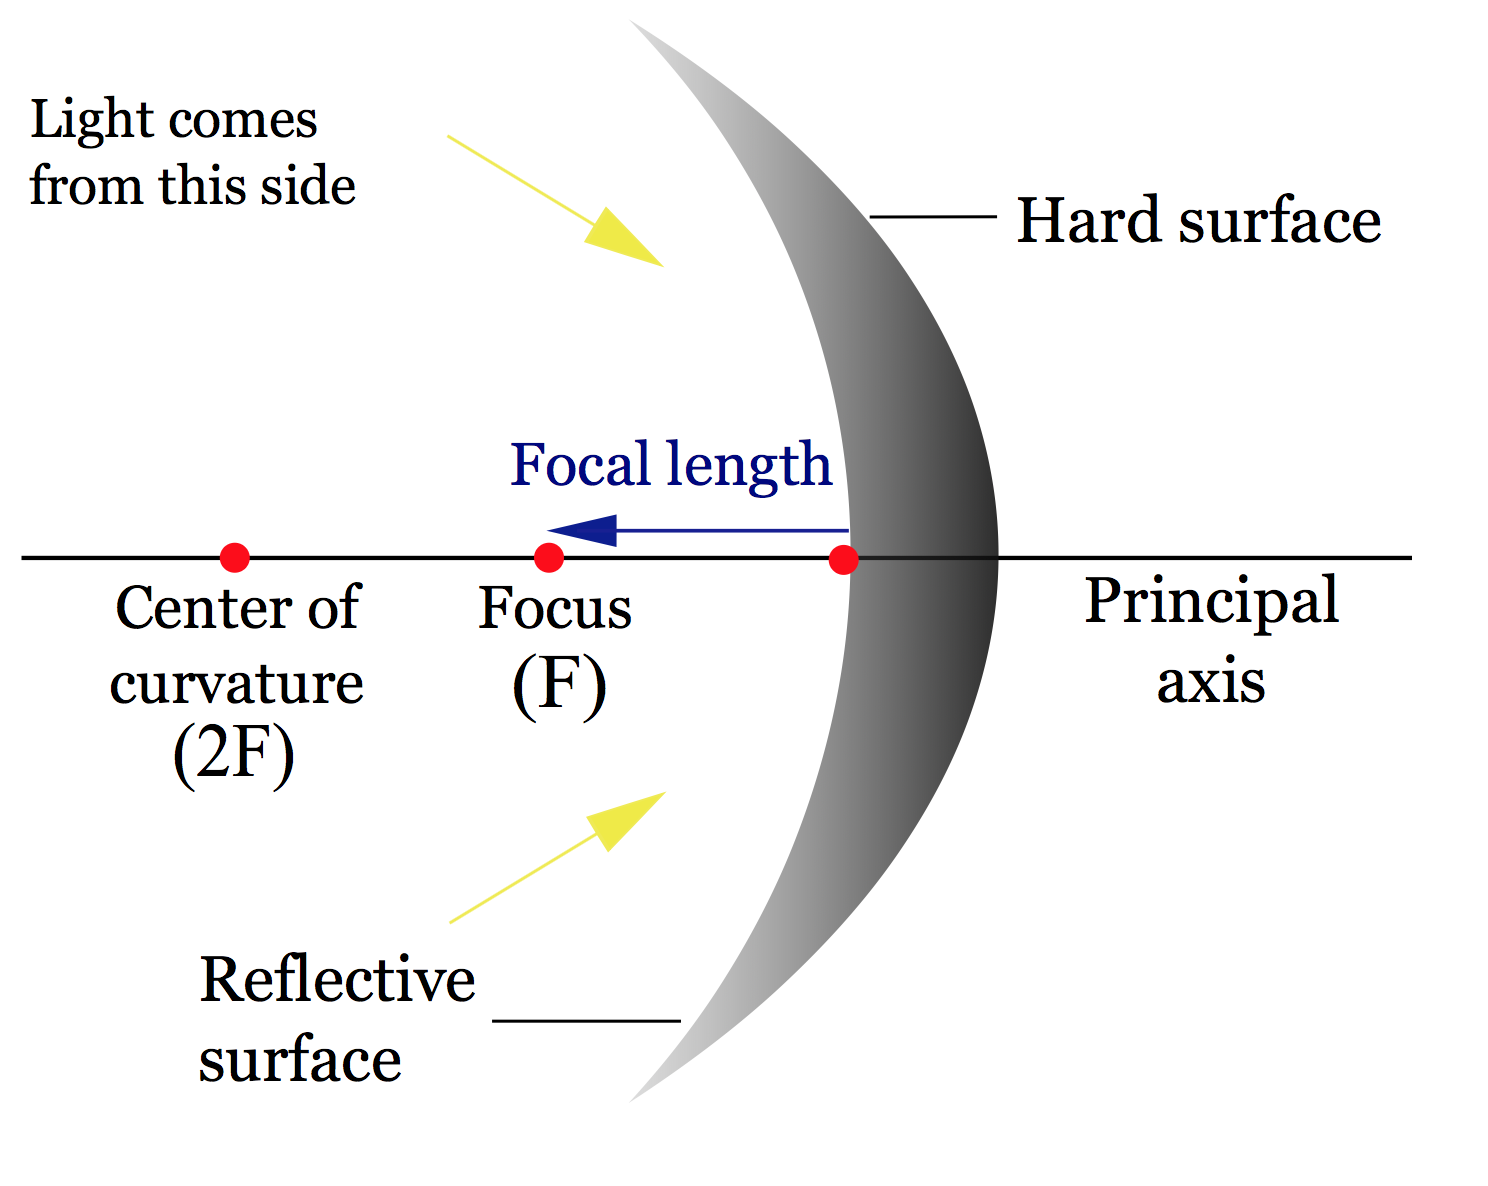 Light comes
from this side
Hard surface
Focal length
Center of
curvature
(2F)
Focus
(F)
Principal
axis
Reflective
surface